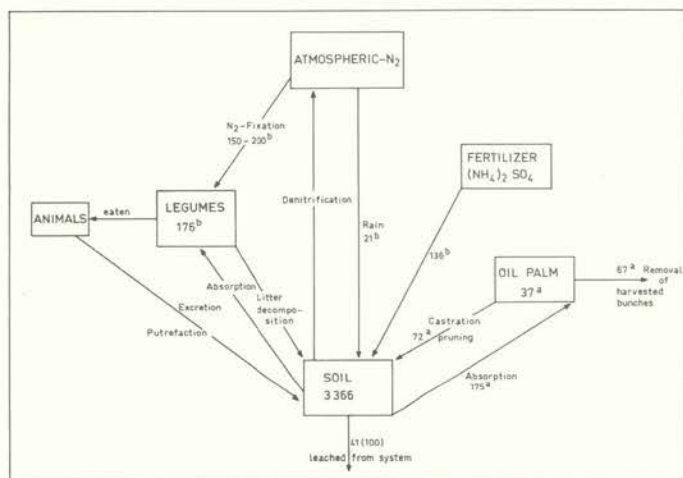 ATMOSPHERIC-N₂
N₂-Fixation
150-200ᵇ
FERTILIZER
(NH₄)₂ SO₄
LEGUMES
176ᵇ
ANIMALS
eaten
Denitrification
Rain
21ᵇ
136ᵇ
OIL PALM
37ᵃ
67ᵃ Removal
of
harvested
bunches
Absorption
Litter
decompo-
sition
Excretion
Putrefaction
Castration
72ᵃ pruning
SOIL
3366
Absorption
175ᵃ
41(100)
leached from system